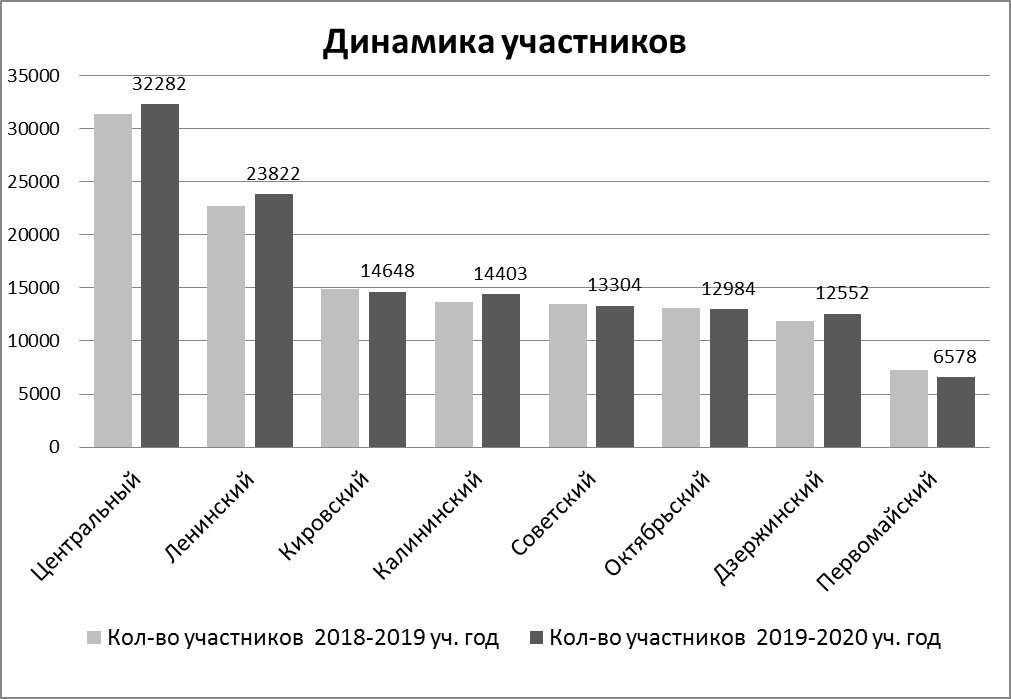 Динамика участников
35000
30000
25000
20000
15000
10000
5000
0
32282
23822
14648
14403
13304
12984
12552
6578
Центральный
Ленинский
Кировский
Калининский
Советский
Октябрьский
Дзержинский
Первомайский
Кол-во участников 2018-2019 уч. год
Кол-во участников 2019-2020 уч. год